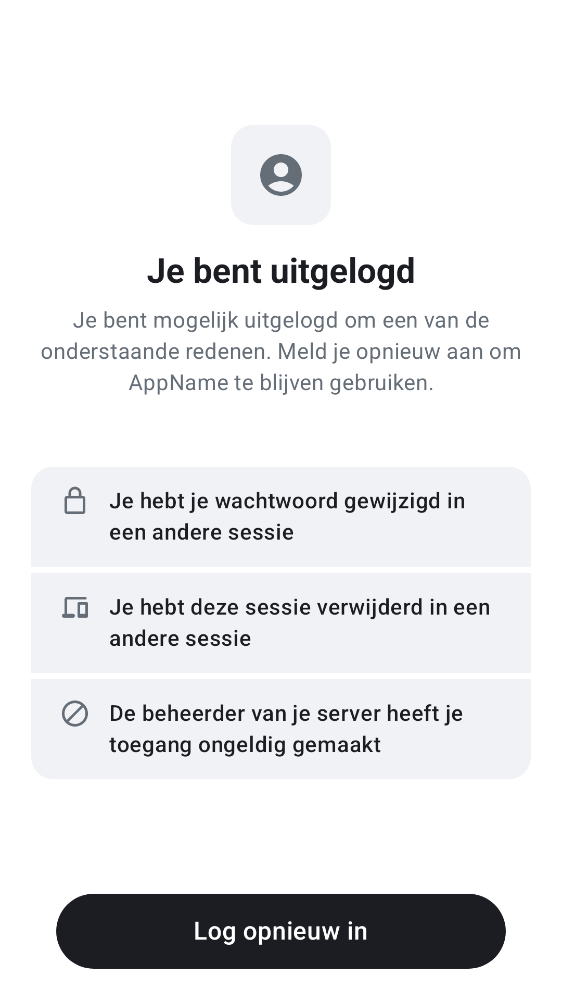 Je bent uitgelogd
Je bent mogelijk uitgelogd om een van de
onderstaande redenen. Meld je opnieuw aan om
AppName te blijven gebruiken.
Je hebt je wachtwoord gewijzigd in
een andere sessie
Je hebt deze sessie verwijderd in een
andere sessie
De beheerder van je server heeft je
toegang ongeldig gemaakt
Log opnieuw in